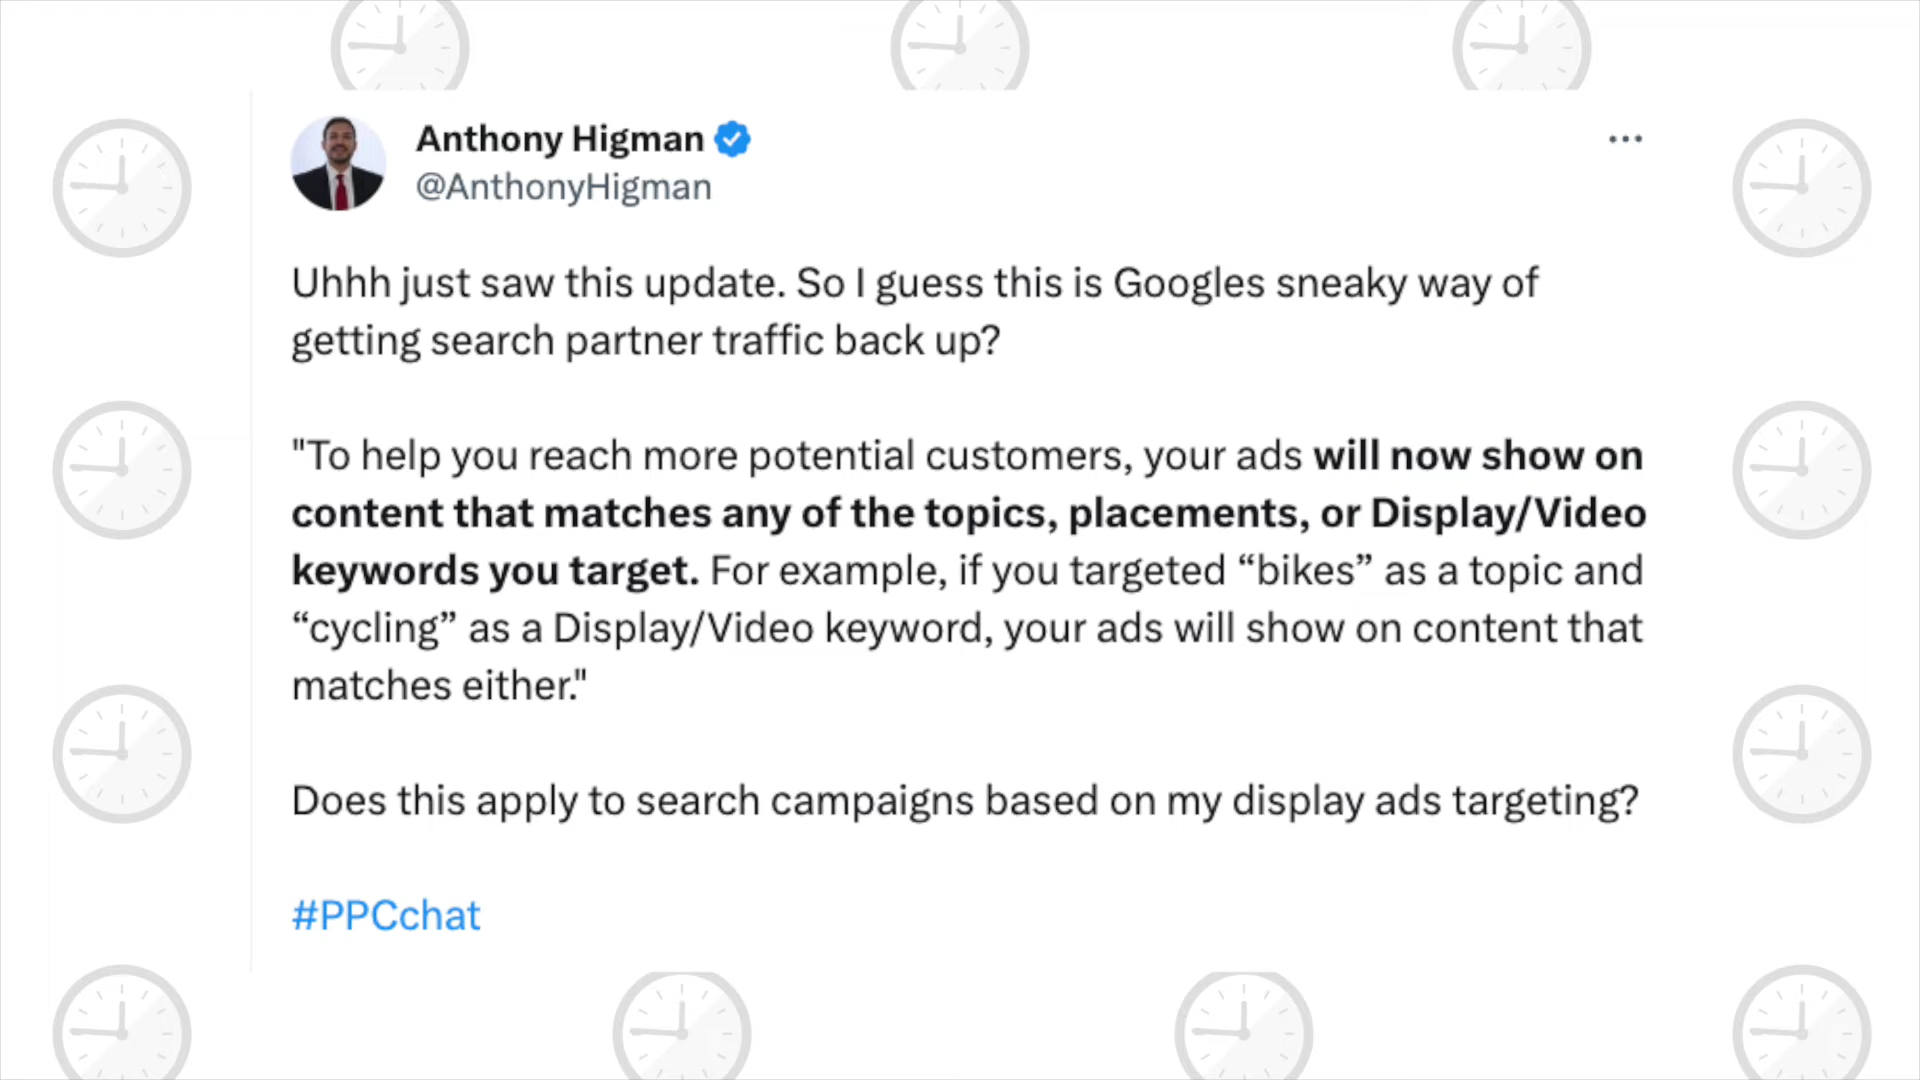 Anthony Higman
@AnthonyHigman
Uhhh just saw this update. So I guess this is Googles sneaky way of
getting search partner traffic back up?
"To help you reach more potential customers, your ads will now show on
content that matches any of the topics, placements, or Display/Video
keywords you target. For example, if you targeted “bikes” as a topic and
“cycling” as a Display/Video keyword, your ads will show on content that
matches either."
Does this apply to search campaigns based on my display ads targeting?
#PPCchat